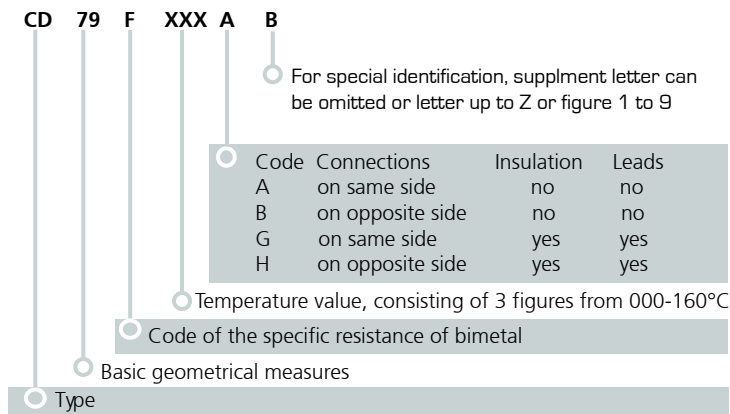 CD 79 F XXX A B
For special identification, supplment letter can
be omitted or letter up to Z or figure 1 to 9
Code Connections Insulation Leads
A on same side no no
B on opposite side no no
G on same side yes yes
H on opposite side yes yes
Temperature value, consisting of 3 figures from 000-160°C
Code of the specific resistance of bimetal
Basic geometrical measures
Type